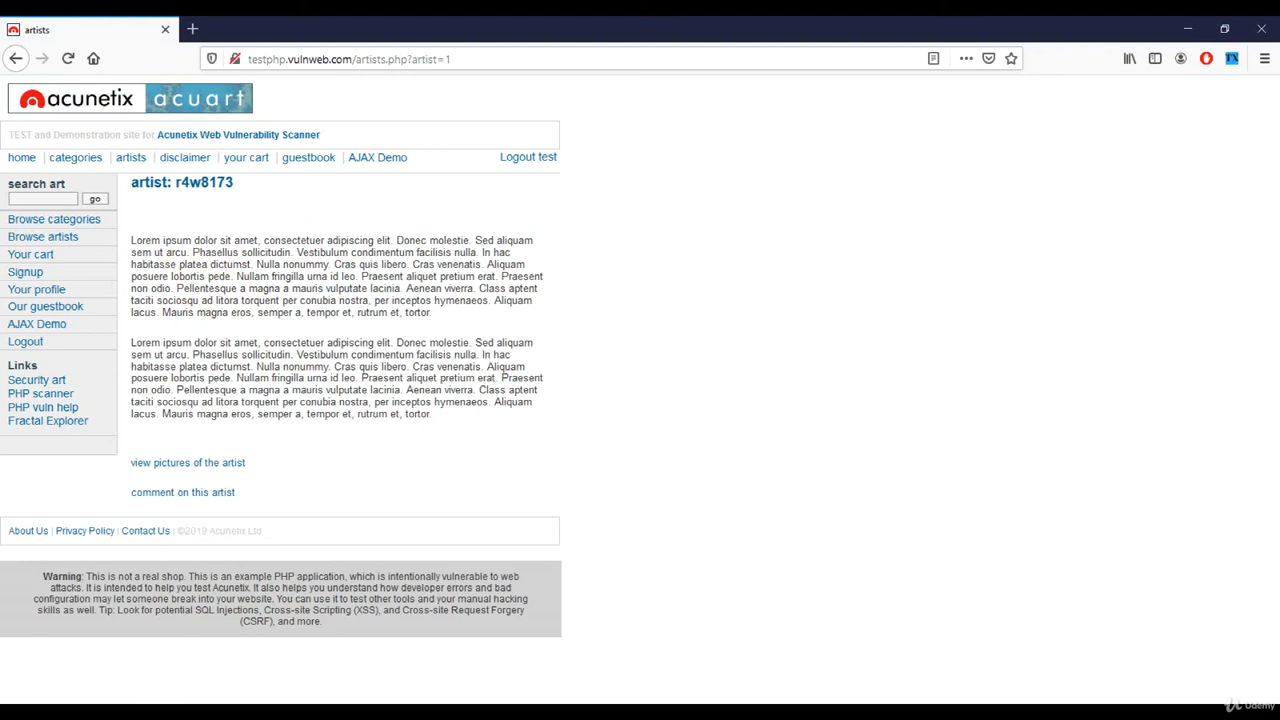 artists
testphp.vulnweb.com/artists.php?artist=1
TX
acunetix acuart
TEST and Demonstration site for Acunetix Web Vulnerability Scanner
home | categories | artists | disclaimer | your cart | guestbook | AJAX Demo
Logout test
search art
go
Browse categories
Browse artists
Your cart
Signup
Your profile
Our guestbook
AJAX Demo
Logout
Links
Security art
PHP scanner
PHP vuln help
Fractal Explorer
artist: r4w8173
Lorem ipsum dolor sit amet, consectetuer adipiscing elit. Donec molestie. Sed aliquam
sem ut arcu. Phasellus sollicitudin. Vestibulum condimentum facilisis nulla. In hac
habitasse platea dictumst. Nulla nonummy. Cras quis libero. Cras venenatis. Aliquam
posuere lobortis pede. Nullam fringilla urna id leo. Praesent aliquet pretium erat. Praesent
non odio. Pellentesque a magna a mauris vulputate lacinia. Aenean viverra. Class aptent
taciti sociosqu ad litora torquent per conubia nostra, per inceptos hymenaeos. Aliquam
lacus. Mauris magna eros, semper a, tempor et, rutrum et, tortor.
Lorem ipsum dolor sit amet, consectetuer adipiscing elit. Donec molestie. Sed aliquam
sem ut arcu. Phasellus sollicitudin. Vestibulum condimentum facilisis nulla. In hac
habitasse platea dictumst. Nulla nonummy. Cras quis libero. Cras venenatis. Aliquam
posuere lobortis pede. Nullam fringilla urna id leo. Praesent aliquet pretium erat. Praesent
non odio. Pellentesque a magna a mauris vulputate lacinia. Aenean viverra. Class aptent
taciti sociosqu ad litora torquent per conubia nostra, per inceptos hymenaeos. Aliquam
lacus. Mauris magna eros, semper a, tempor et, rutrum et, tortor.
view pictures of the artist
comment on this artist
About Us | Privacy Policy | Contact Us | ©2019 Acunetix Ltd
Warning: This is not a real shop. This is an example PHP application, which is intentionally vulnerable to web
attacks. It is intended to help you test Acunetix. It also helps you understand how developer errors and bad
configuration may let someone break into your website. You can use it to test other tools and your manual hacking
skills as well. Tip: Look for potential SQL Injections, Cross-site Scripting (XSS), and Cross-site Request Forgery
(CSRF), and more.
Udemy